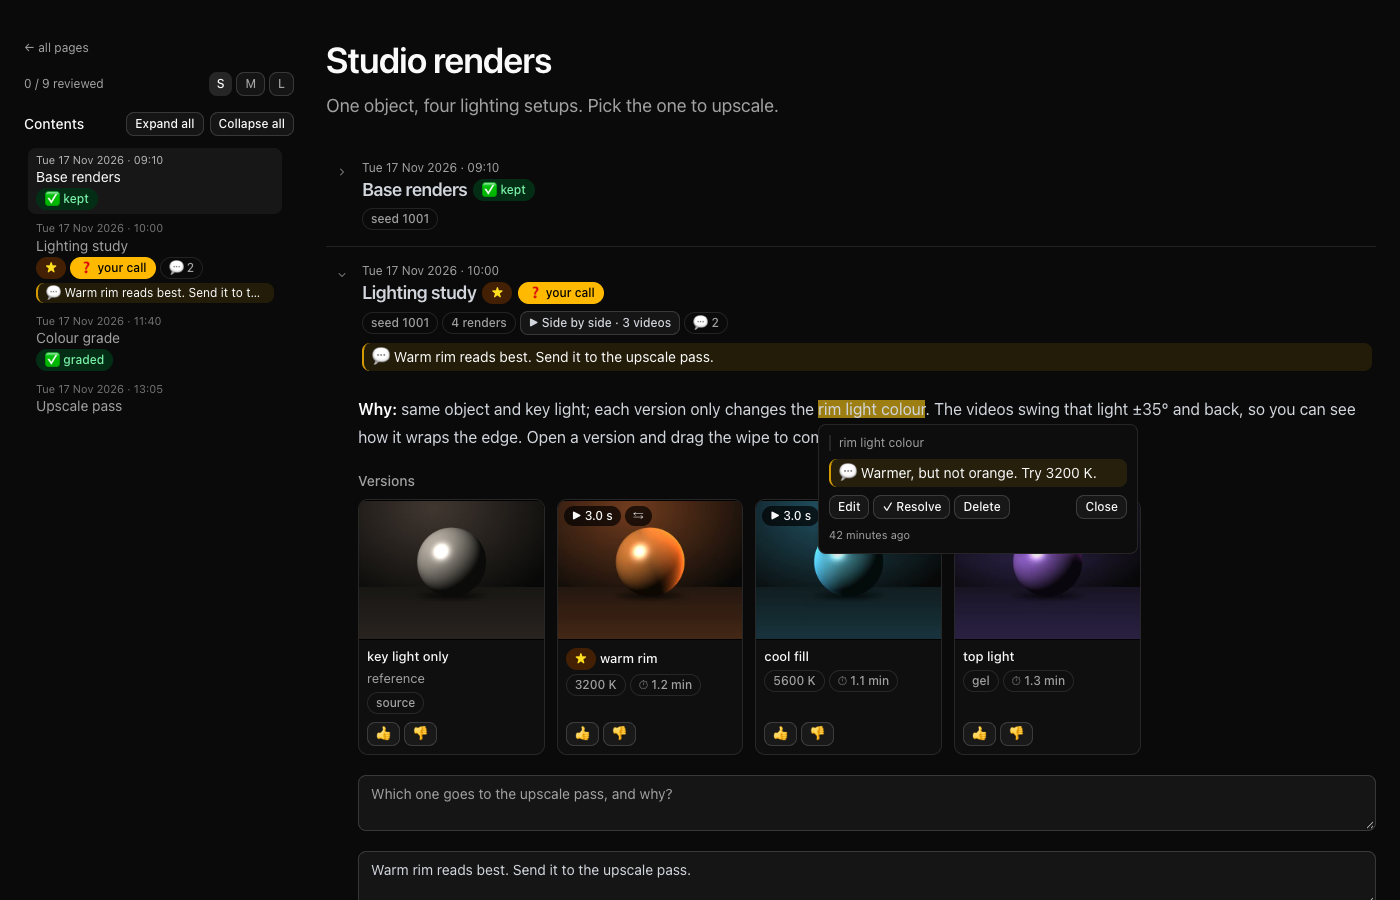 ← all pages
0 / 9 reviewed
S M L
Contents
Expand all
Collapse all
Tue 17 Nov 2026 · 09:10
Base renders
✅ kept
Tue 17 Nov 2026 · 10:00
Lighting study
⭐ ❓ your call 💬 2
💬 Warm rim reads best. Send it to t...
Tue 17 Nov 2026 · 11:40
Colour grade
✅ graded
Tue 17 Nov 2026 · 13:05
Upscale pass
Studio renders
One object, four lighting setups. Pick the one to upscale.
Tue 17 Nov 2026 · 09:10
Base renders ✅ kept
seed 1001
Tue 17 Nov 2026 · 10:00
Lighting study ⭐ ❓ your call
seed 1001 4 renders ▶ Side by side · 3 videos 💬 2
💬 Warm rim reads best. Send it to the upscale pass.
Why: same object and key light; each version only changes the rim light colour. The videos swing that light ±35° and back, so you can see
how it wraps the edge. Open a version and drag the wipe to
rim light colour
💬 Warmer, but not orange. Try 3200 K.
Edit ✓ Resolve Delete Close
42 minutes ago
Versions
▶ 3.0 s ⇆
▶ 3.0 s
key light only
reference
source
👍 👎
⭐ warm rim
3200 K ⏱ 1.2 min
👍 👎
cool fill
5600 K ⏱ 1.1 min
👍 👎
top light
gel ⏱ 1.3 min
👍 👎
Which one goes to the upscale pass, and why?
Warm rim reads best. Send it to the upscale pass.